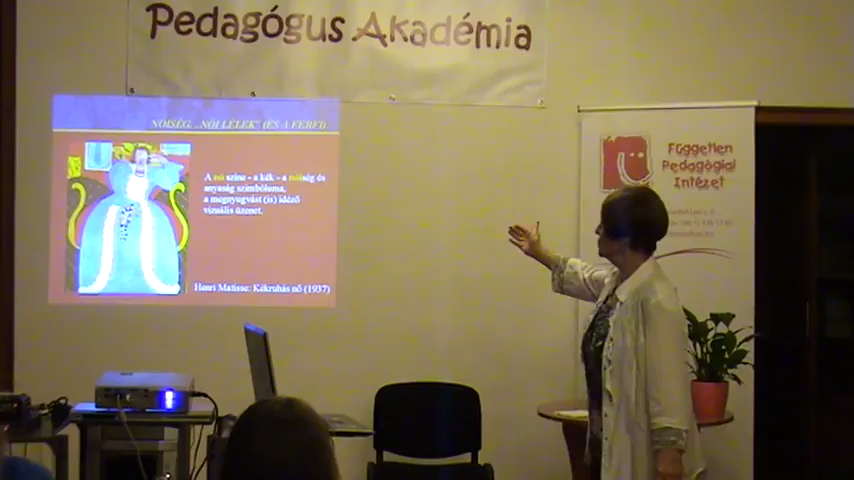 Pedagógus Akadémia
NŐISÉG, „NŐI LÉLEK” (ÉS A FÉRFI)
A nő színe - a kék - a nőiség és
anyaság szimbóluma,
a megnyugvást (is) idéző
vizuális üzenet.
Henri Matisse: Kékruhás nő (1937)
Független
Pedagógiai
Intézet